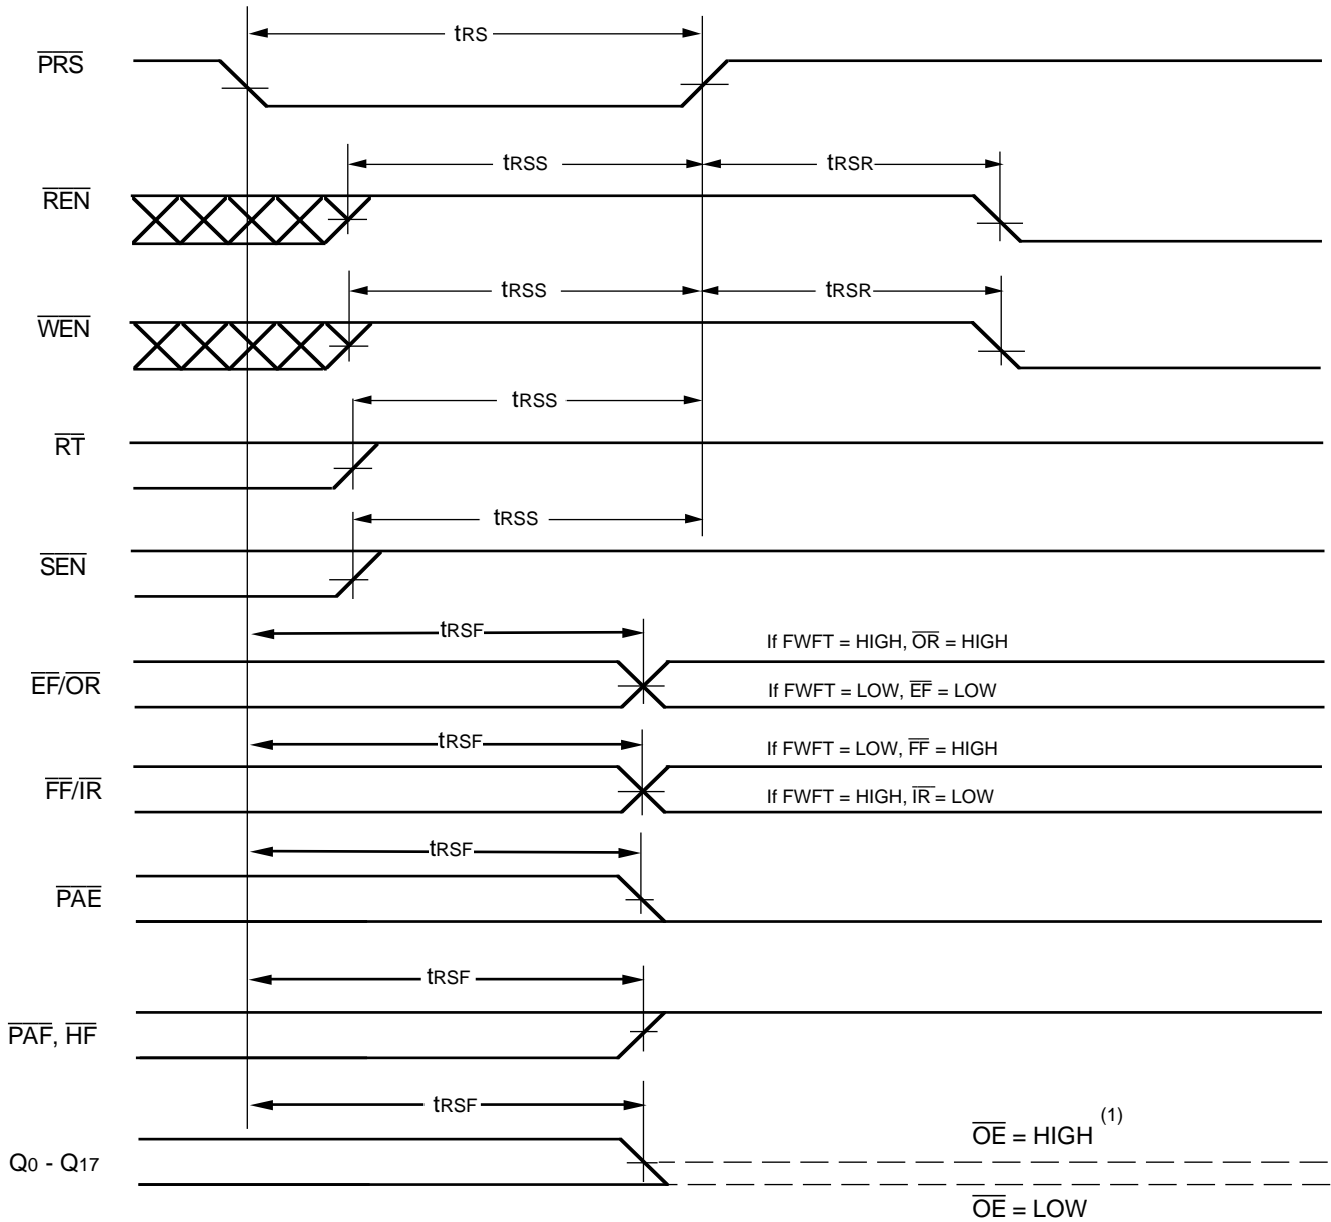 tRS
PRS
tRSS tRSR
REN
tRSS tRSR
WEN
tRSS
RT
tRSS
SEN
tRSF If FWFT = HIGH, OR = HIGH
EF/OR If FWFT = LOW, EF = LOW
tRSF If FWFT = LOW, FF = HIGH
FF/IR If FWFT = HIGH, IR = LOW
tRSF
PAE
tRSF
PAF, HF
tRSF
OE = HIGH (1)
Q0 - Q17
OE = LOW